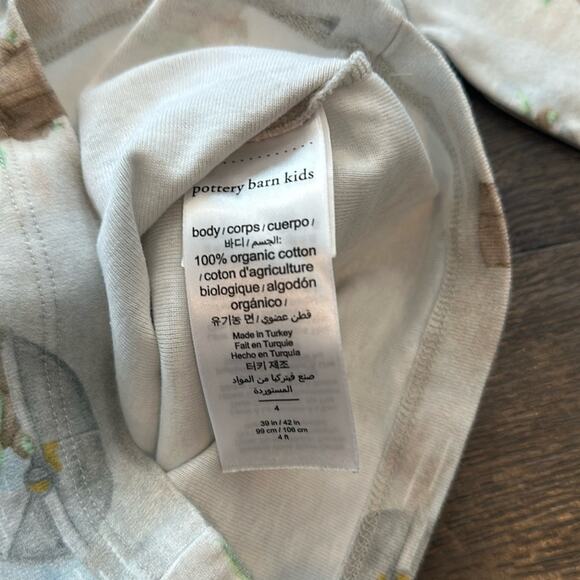 pottery barn kids
body / corps / cuerpo /
바디 / الجسم:
100% organic cotton
/ coton d'agriculture
biologique / algodón
orgánico /
유기농 면 / قطن عضوي /
Made in Turkey
Fait en Turquie
Hecho en Turquía
터키 제조
صنع فيتركيا من المواد
المستوردة
4
39 in / 42 in
99 cm / 106 cm
4 ft